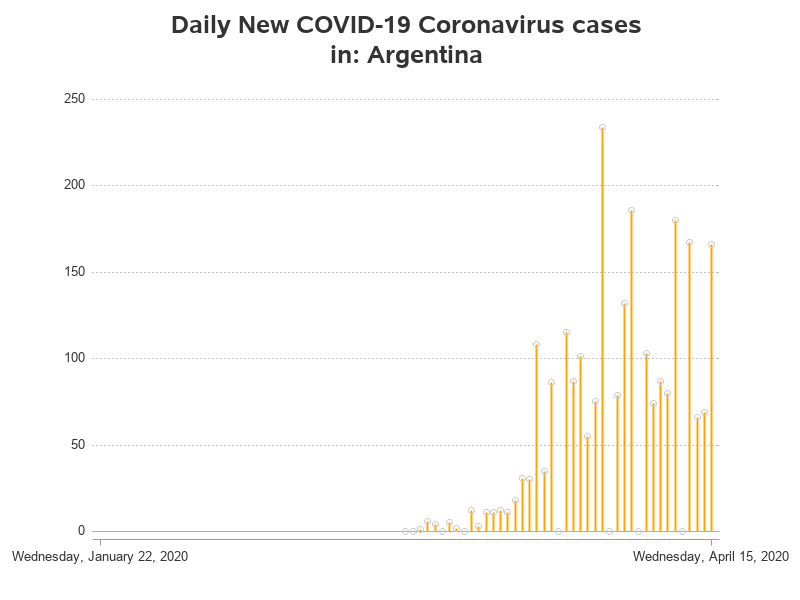 Daily New COVID-19 Coronavirus cases
in: Argentina
250
200
150
100
50
0
Wednesday, January 22, 2020
Wednesday, April 15, 2020